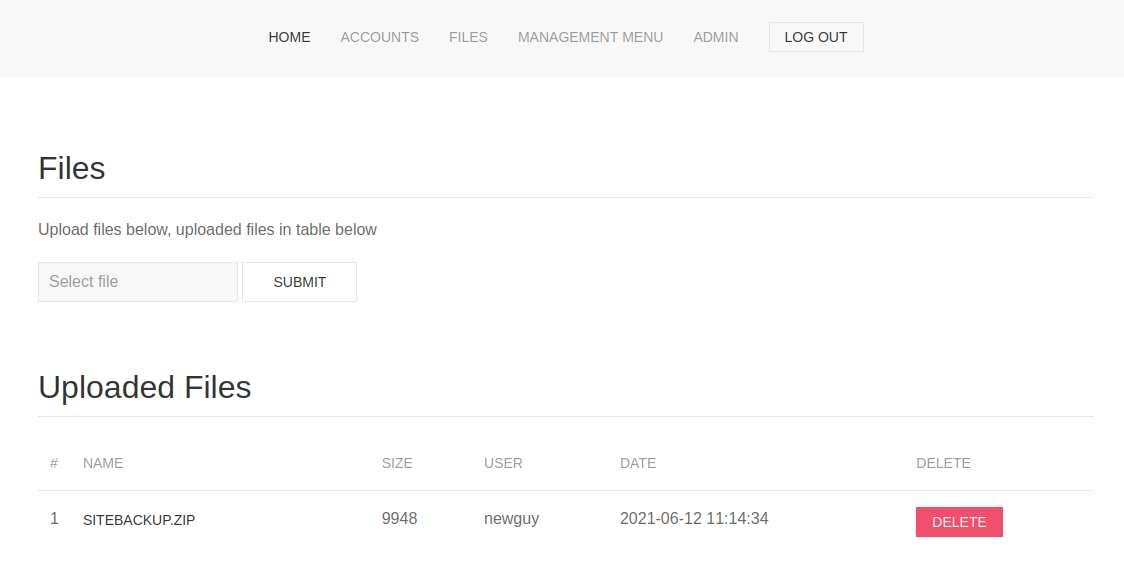 HOME ACCOUNTS FILES MANAGEMENT MENU ADMIN LOG OUT
Files
Upload files below, uploaded files in table below
Select file SUBMIT
Uploaded Files
# NAME SIZE USER DATE DELETE
1 SITEBACKUP.ZIP 9948 newguy 2021-06-12 11:14:34 DELETE